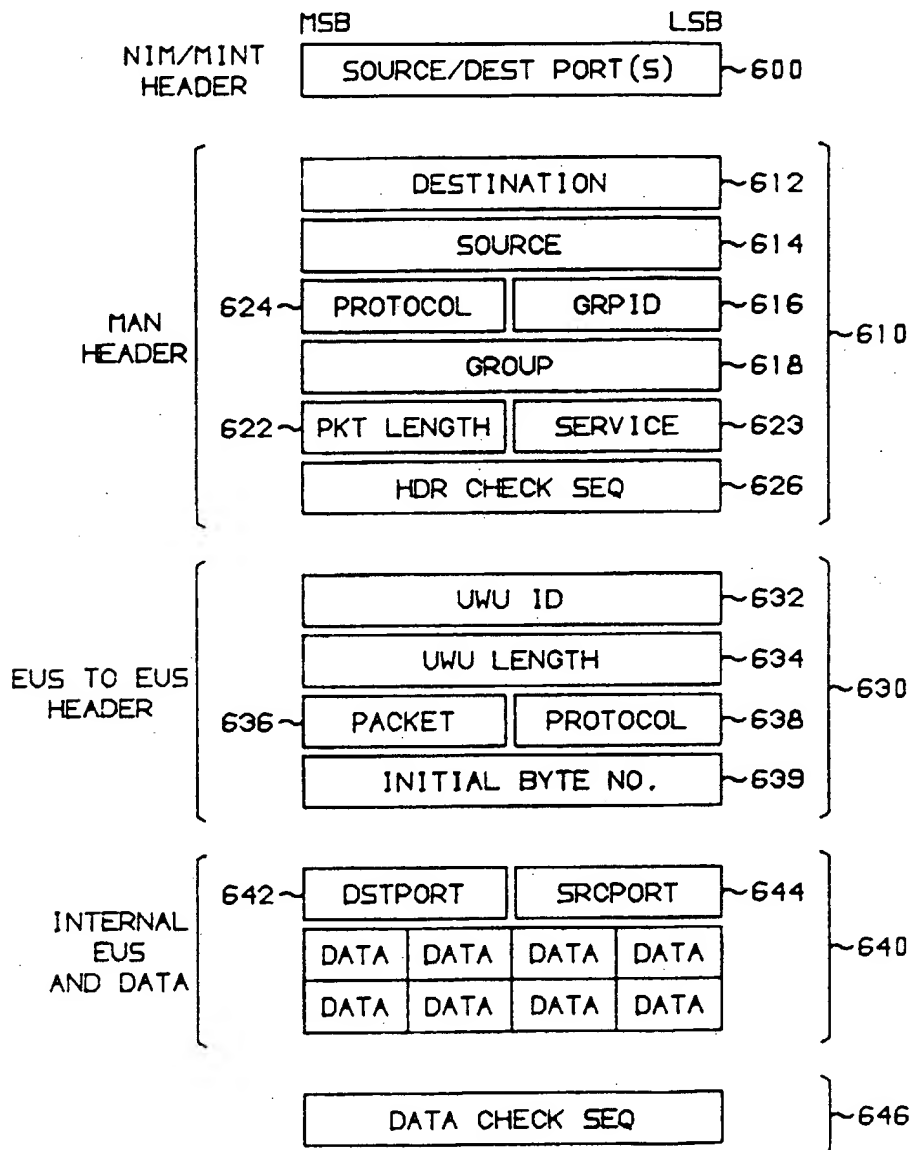 MSB LSB
NIM/MINT HEADER SOURCE/DEST PORT(S) 600
DESTINATION 612
SOURCE 614
624 PROTOCOL GRPID 616
MAN HEADER 610
GROUP 618
622 PKT LENGTH SERVICE 623
HDR CHECK SEQ 626
UWU ID 632
UWU LENGTH 634
EUS TO EUS HEADER 630
636 PACKET PROTOCOL 638
INITIAL BYTE NO. 639
642 DSTPORT SRCPORT 644
INTERNAL EUS AND DATA 640
DATA DATA DATA DATA
DATA DATA DATA DATA
DATA CHECK SEQ 646